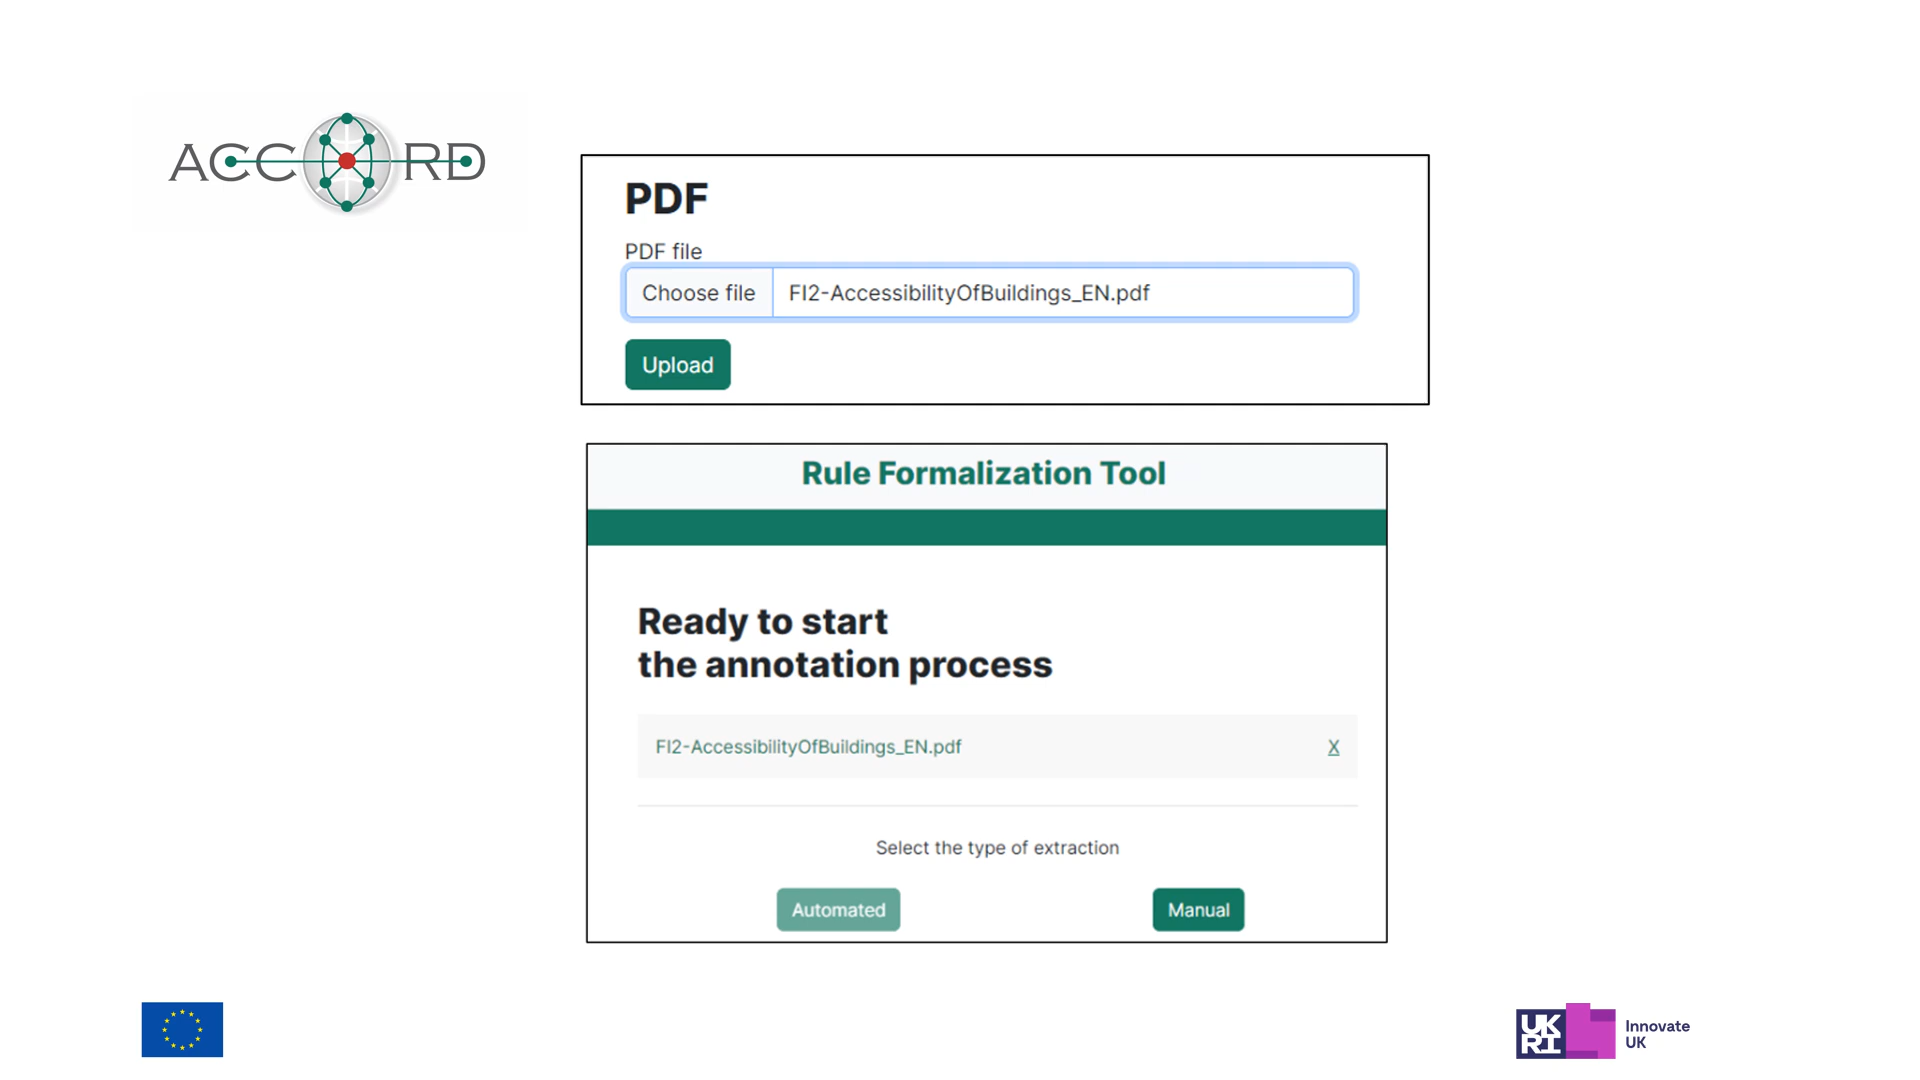 ACCORD
PDF
PDF file
Choose file FI2-AccessibilityOfBuildings_EN.pdf
Upload
Rule Formalization Tool
Ready to start
the annotation process
FI2-AccessibilityOfBuildings_EN.pdf X
Select the type of extraction
Automated Manual
UK
RI
Innovate
UK